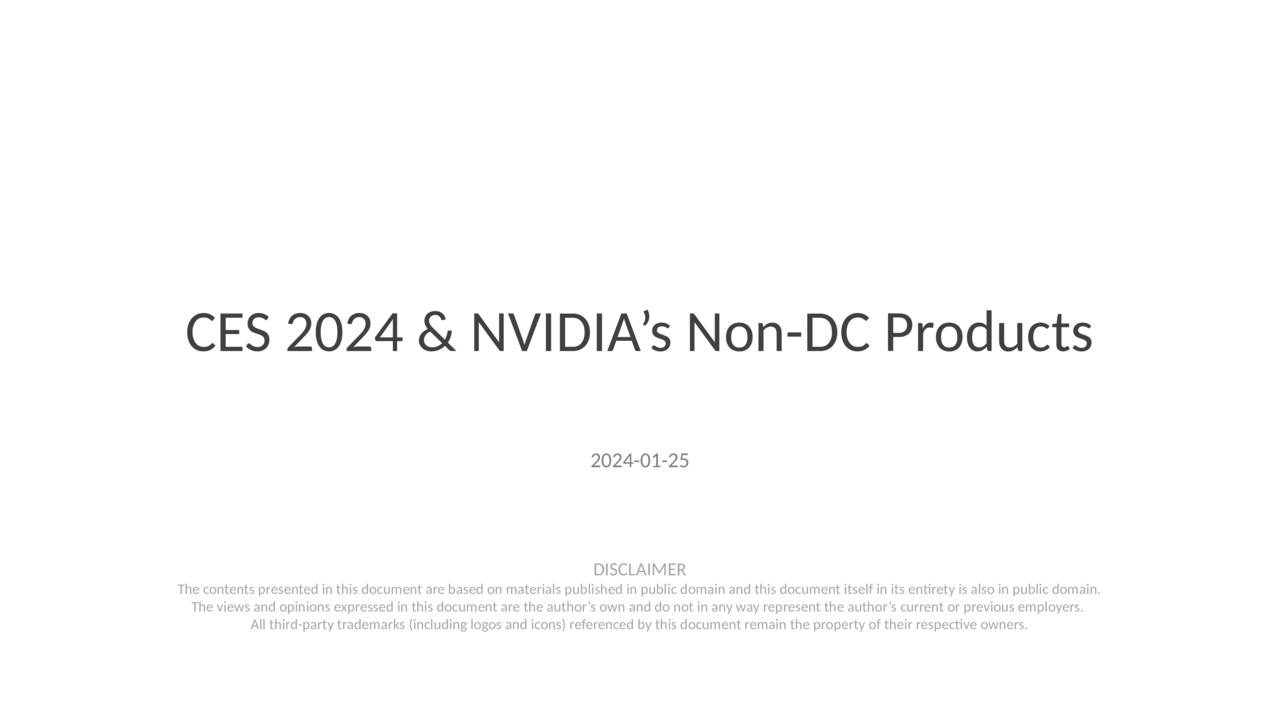 CES 2024 & NVIDIA’s Non-DC Products
2024-01-25
DISCLAIMER
The contents presented in this document are based on materials published in public domain and this document itself in its entirety is also in public domain.
The views and opinions expressed in this document are the author’s own and do not in any way represent the author’s current or previous employers.
All third-party trademarks (including logos and icons) referenced by this document remain the property of their respective owners.